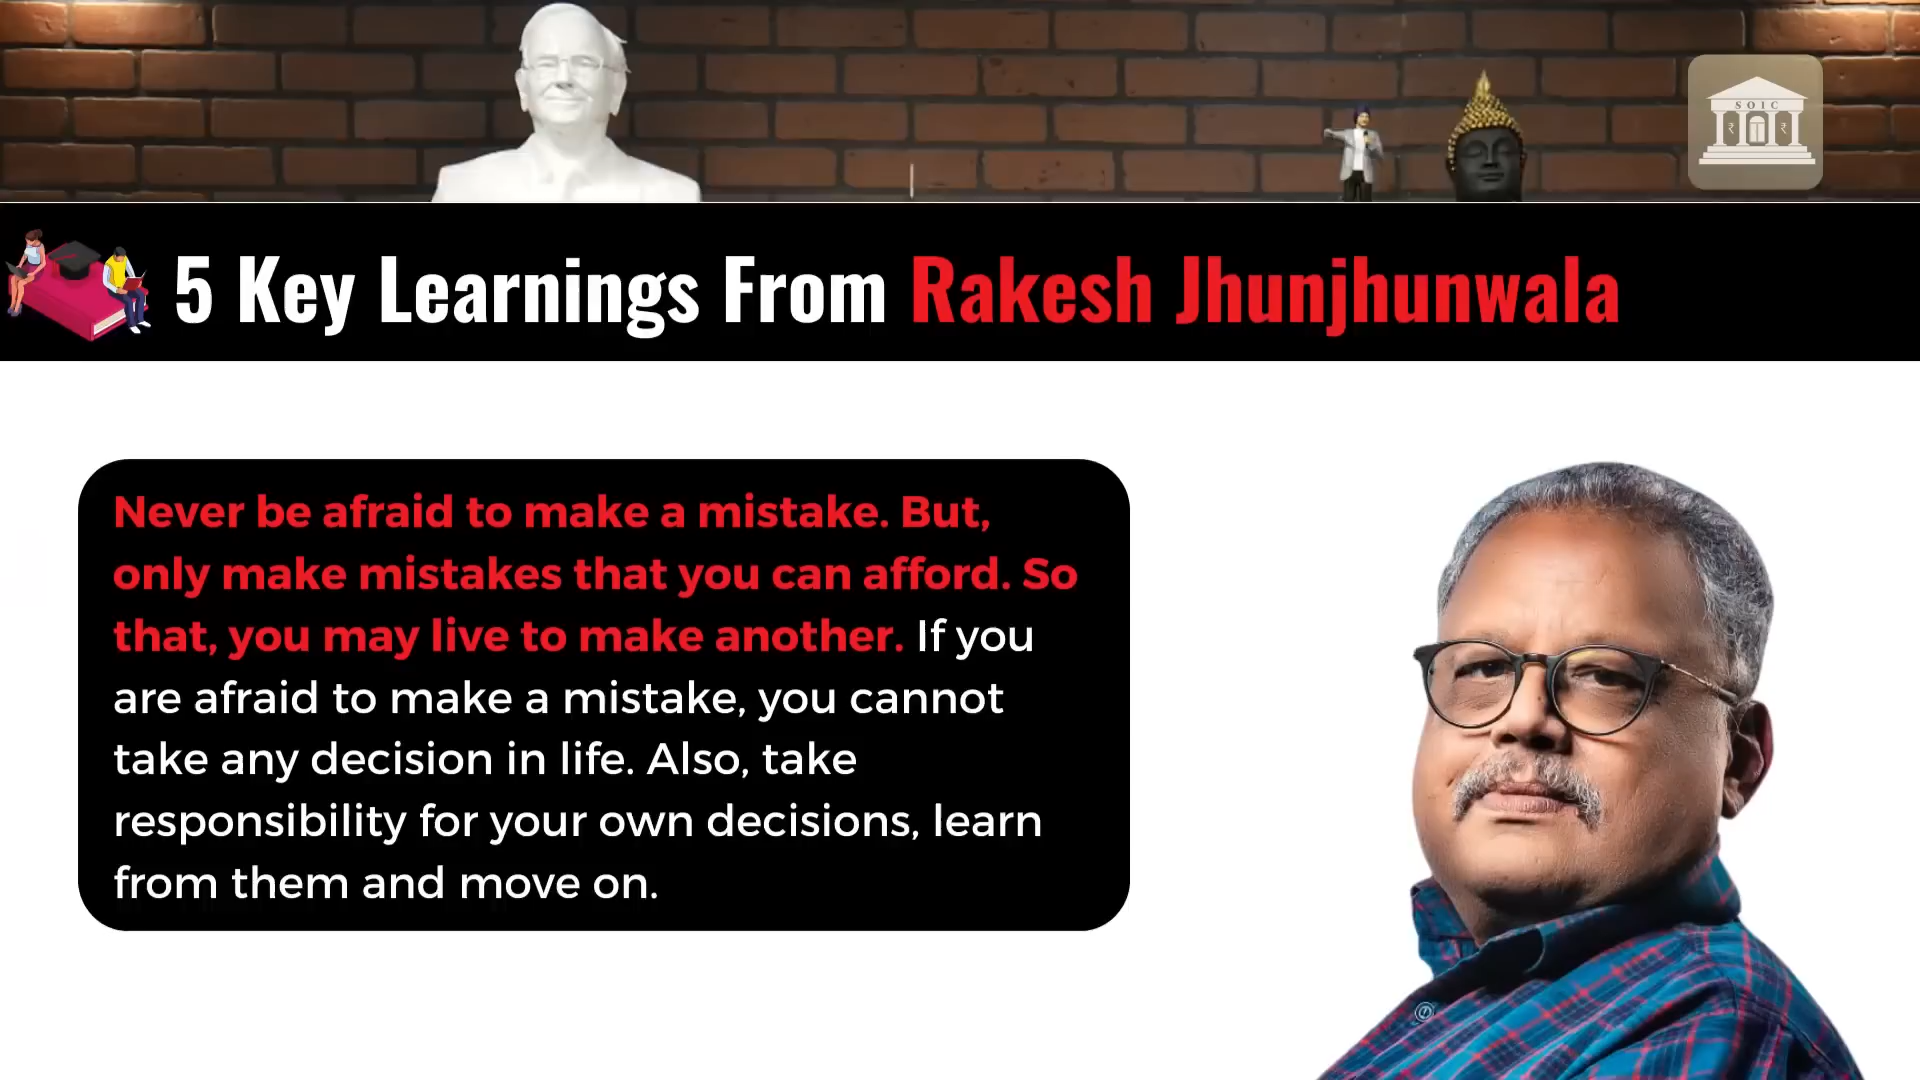 SOIC
5 Key Learnings From Rakesh Jhunjhunwala
Never be afraid to make a mistake. But,
only make mistakes that you can afford. So
that, you may live to make another. If you
are afraid to make a mistake, you cannot
take any decision in life. Also, take
responsibility for your own decisions, learn
from them and move on.